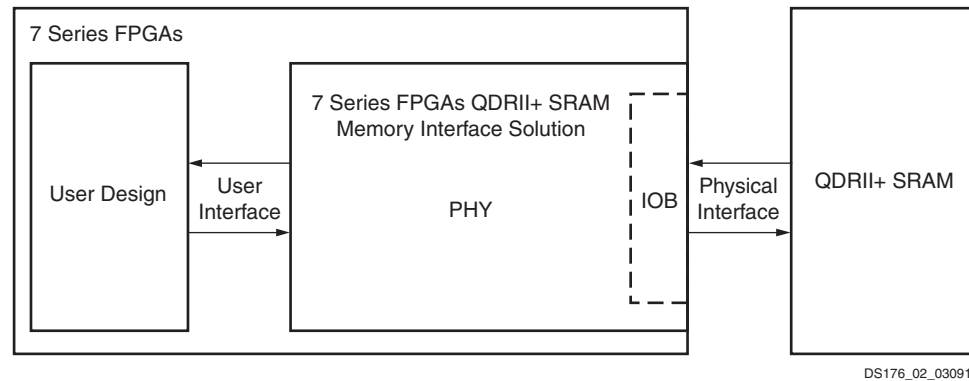 7 Series FPGAs
7 Series FPGAs QDRII+ SRAM
Memory Interface Solution
User Design
User
Interface
PHY
IOB
Physical
Interface
QDRII+ SRAM
DS176_02_03091